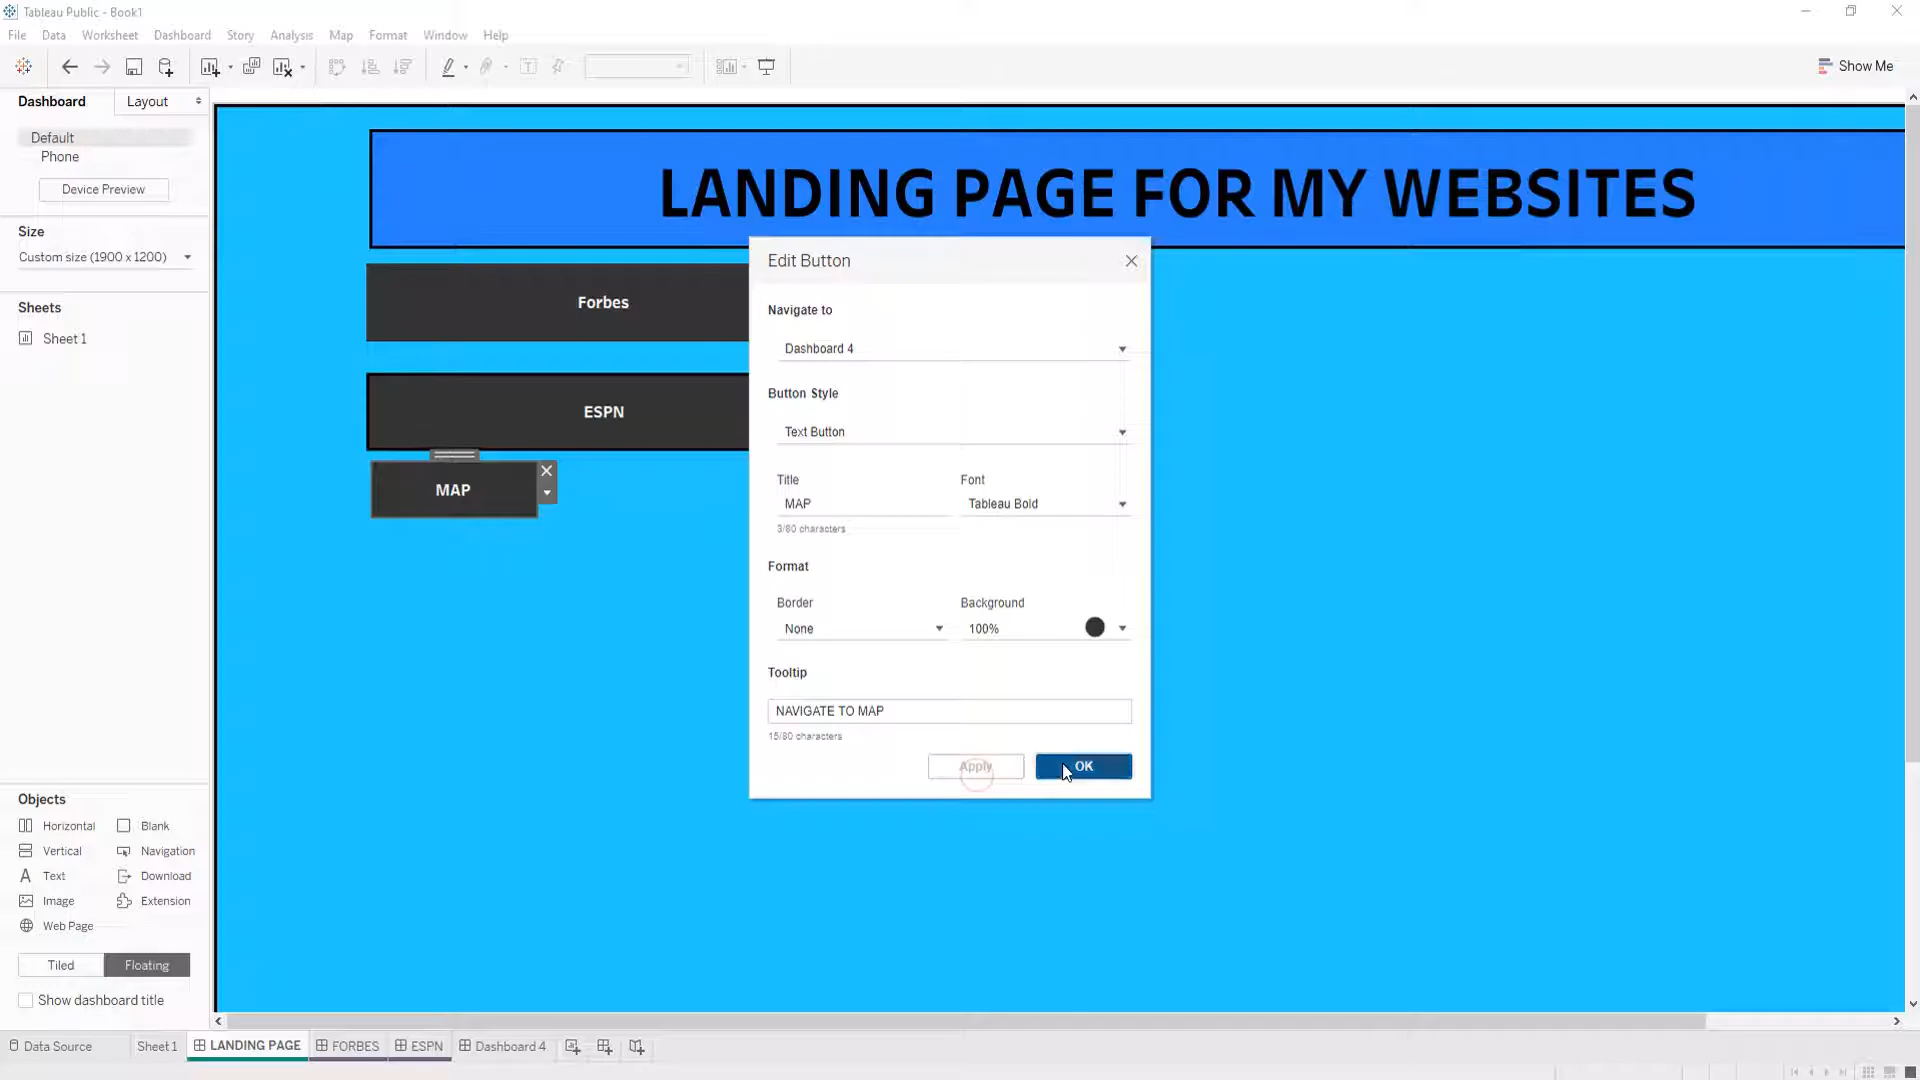 Tableau Public - Book1
File Data Worksheet Dashboard Story Analysis Map Format Window Help
Show Me
Dashboard Layout
Default
Phone
Device Preview
Size
Custom size (1900 x 1200)
Sheets
Sheet 1
LANDING PAGE FOR MY WEBSITES
Forbes
ESPN
MAP
Edit Button
Navigate to
Dashboard 4
Button Style
Text Button
Title Font
MAP Tableau Bold
3/80 characters
Format
Border Background
None 100%
Tooltip
NAVIGATE TO MAP
15/80 characters
Apply OK
Objects
Horizontal Blank
Vertical Navigation
Text Download
Image Extension
Web Page
Tiled Floating
Show dashboard title
Data Source Sheet 1 LANDING PAGE FORBES ESPN Dashboard 4